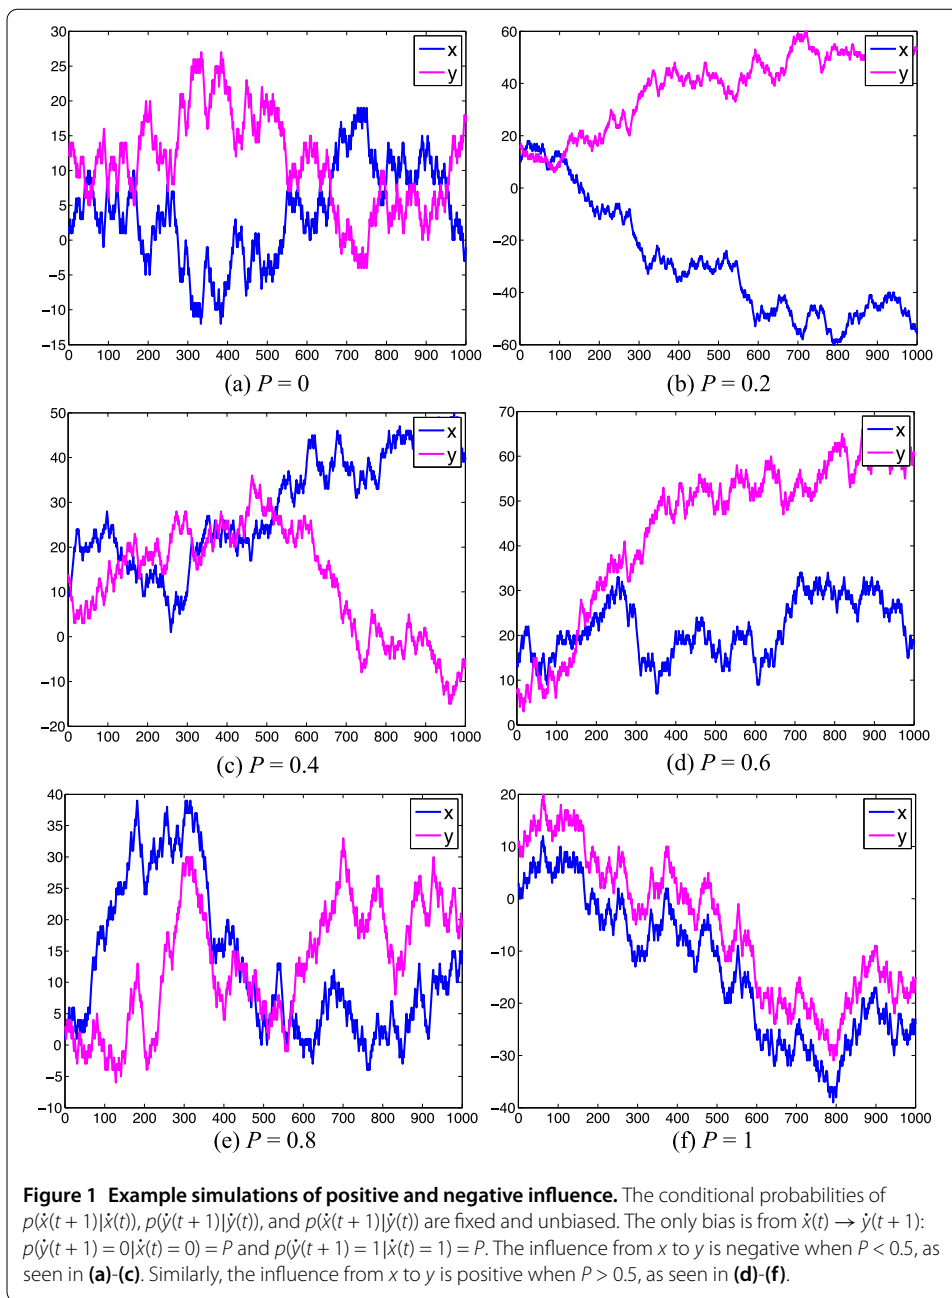 30
25
20
15
10
5
0
−5
−10
−15
0 100 200 300 400 500 600 700 800 900 1000
x
y
(a) P = 0
60
40
20
0
−20
−40
−60
0 100 200 300 400 500 600 700 800 900 1000
x
y
(b) P = 0.2
50
40
30
20
10
0
−10
−20
0 100 200 300 400 500 600 700 800 900 1000
x
y
(c) P = 0.4
70
60
50
40
30
20
10
0
0 100 200 300 400 500 600 700 800 900 1000
x
y
(d) P = 0.6
40
35
30
25
20
15
10
5
0
−5
−10
0 100 200 300 400 500 600 700 800 900 1000
x
y
(e) P = 0.8
20
10
0
−10
−20
−30
−40
0 100 200 300 400 500 600 700 800 900 1000
x
y
(f) P = 1
Figure 1 Example simulations of positive and negative influence. The conditional probabilities of
p(ẋ(t + 1)|ẋ(t)), p(ẏ(t + 1)|ẏ(t)), and p(ẋ(t + 1)|ẏ(t)) are fixed and unbiased. The only bias is from ẋ(t) → ẏ(t + 1):
p(ẏ(t + 1) = 0|ẋ(t) = 0) = P and p(ẏ(t + 1) = 1|ẋ(t) = 1) = P. The influence from x to y is negative when P < 0.5, as
seen in (a)-(c). Similarly, the influence from x to y is positive when P > 0.5, as seen in (d)-(f).